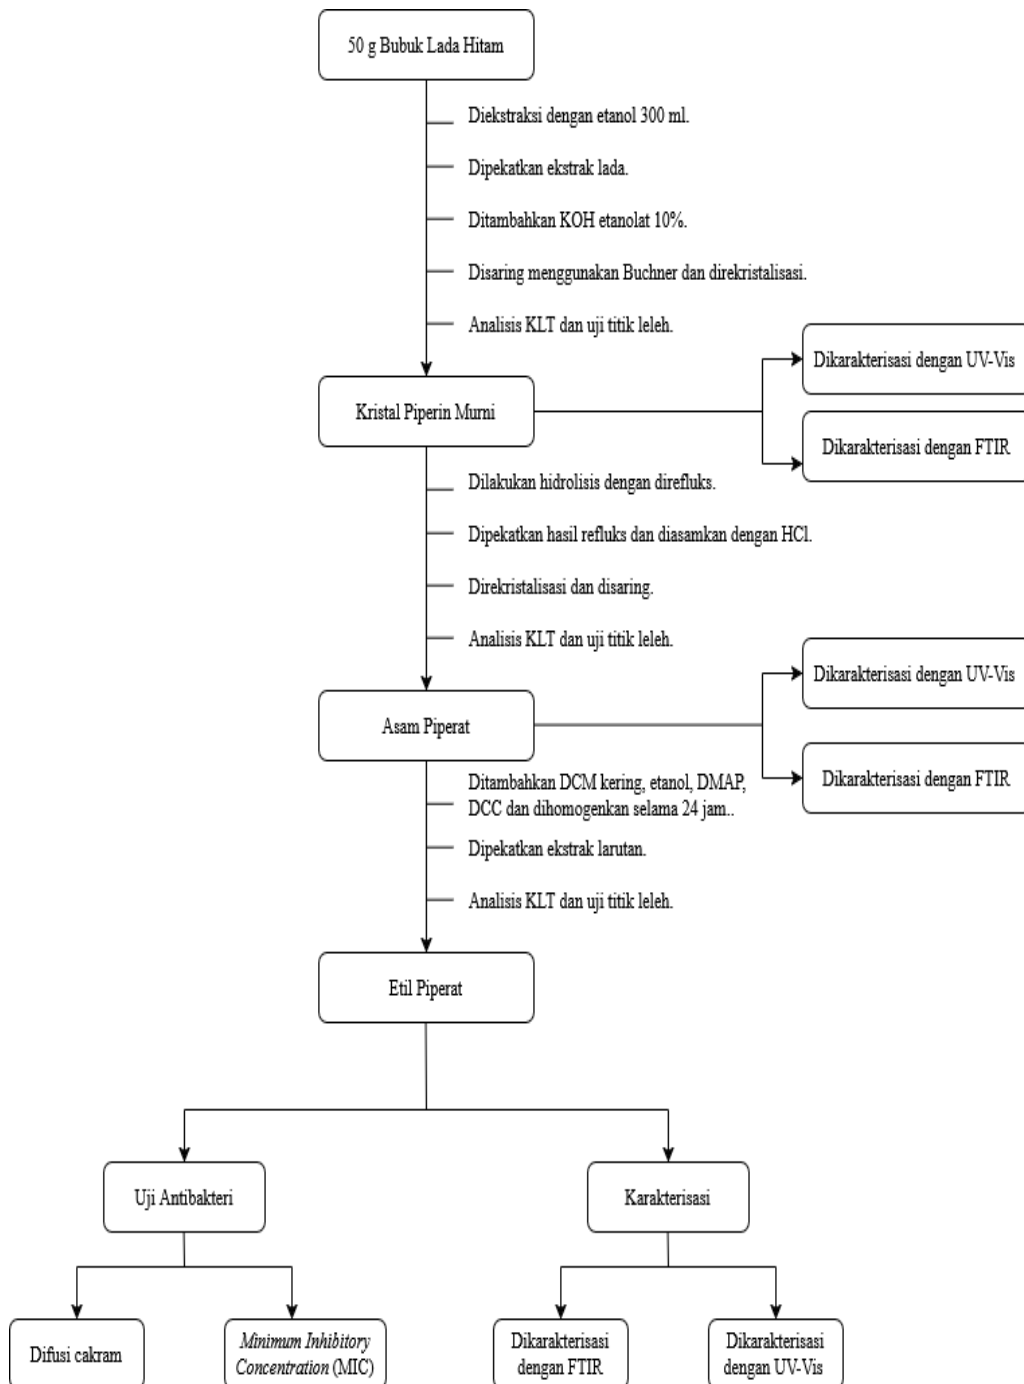 50 g Bubuk Lada Hitam
Diekstraksi dengan etanol 300 ml.
Dipekatkan ekstrak lada.
Ditambahkan KOH etanolat 10%.
Disaring menggunakan Buchner dan direkristalisasi.
Analisis KLT dan uji titik leleh.
Dikarakterisasi dengan UV-Vis
Kristal Piperin Murni
Dikarakterisasi dengan FTIR
Dilakukan hidrolisis dengan direfluks.
Dipekatkan hasil refluks dan diasamkan dengan HCl.
Direkristalisasi dan disaring.
Analisis KLT dan uji titik leleh.
Dikarakterisasi dengan UV-Vis
Asam Piperat
Dikarakterisasi dengan FTIR
Ditambahkan DCM kering, etanol, DMAP,
DCC dan dihomogenkan selama 24 jam..
Dipekatkan ekstrak larutan.
Analisis KLT dan uji titik leleh.
Etil Piperat
Uji Antibakteri
Karakterisasi
Difusi cakram
Minimum Inhibitory
Concentration (MIC)
Dikarakterisasi
dengan FTIR
Dikarakterisasi
dengan UV-Vis